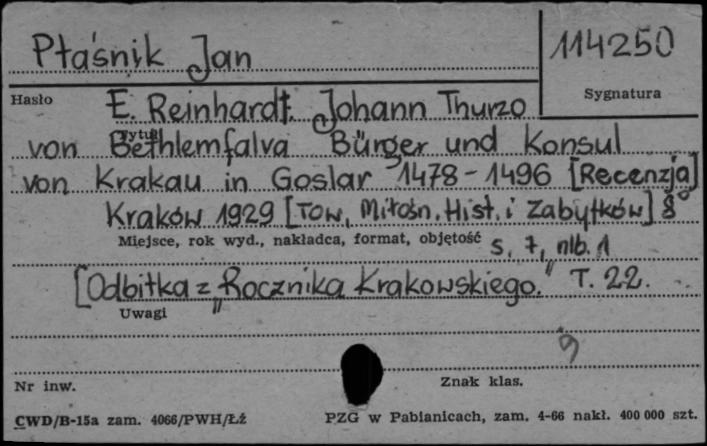 Ptaśnik Jan
114250
Hasło
Sygnatura
E. Reinhardt. Johann Thurzo
Tytuł
von Bethlemfalva Bürger und Konsul
von Krakau in Goslar 1478-1496 [Recenzja]
Kraków 1929 [Tow. Miłośn. Hist. i Zabytków] 8°
Miejsce, rok wyd., nakładca, format, objętość s. 7, nlb. 1
[Odbitka z „Rocznika Krakowskiego." T. 22.
Uwagi
Nr inw.
Znak klas.
CWD/B-15a zam. 4066/PWH/Łź
PZG w Pabianicach, zam. 4-66 nakł. 400 000 szt.